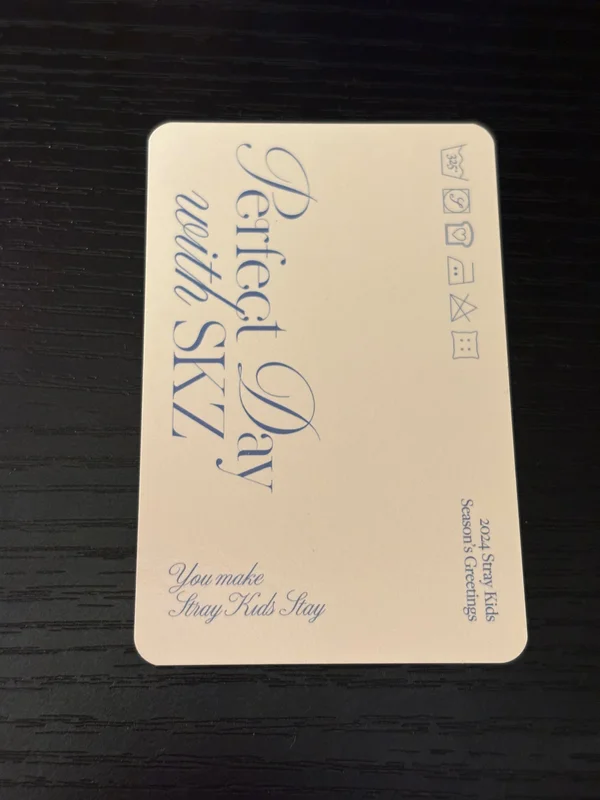 Perfect Day
with SKZ
2024 Stray Kids
Season's Greetings
You make
Stray Kids Stay